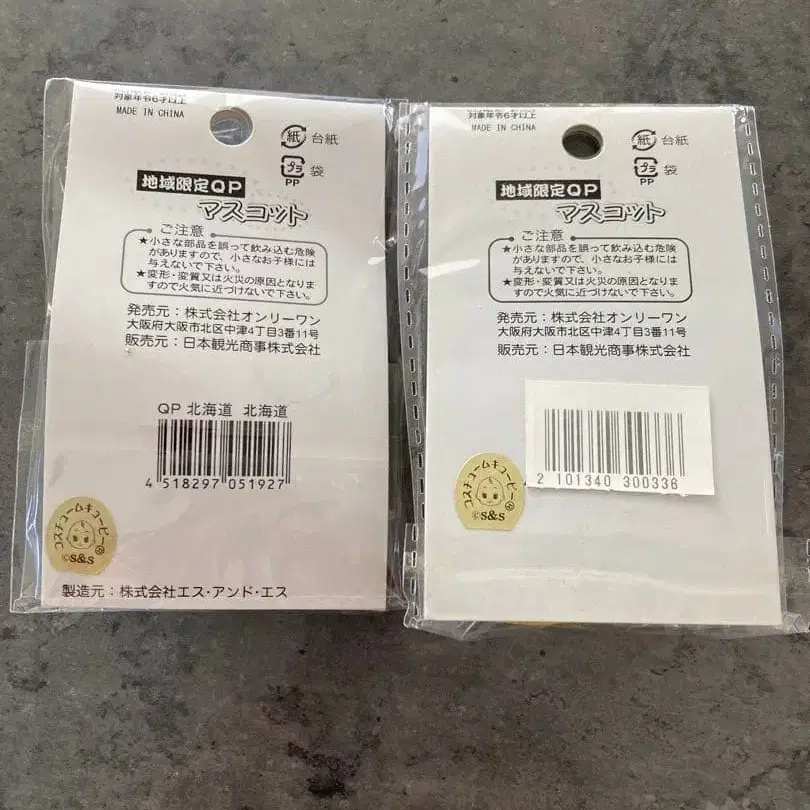 対象年令6才以上
MADE IN CHINA
紙 台紙
プラ 袋
PP
地域限定QP
マスコット
ご注意
★小さな部品を誤って飲み込む危険
がありますので、小さなお子様には
与えないで下さい。
★変形・変質又は火災の原因となりま
すので火気に近づけないで下さい。
発売元：株式会社オンリーワン
大阪府大阪市北区中津4丁目3番11号
販売元：日本観光商事株式会社
QP 北海道 北海道
4 518297 051927
コスチュームキューピー®
©S&S
製造元：株式会社エス・アンド・エス
対象年令6才以上
MADE IN CHINA
紙 台紙
プラ 袋
PP
地域限定QP
マスコット
ご注意
★小さな部品を誤って飲み込む危険
がありますので、小さなお子様には
与えないで下さい。
★変形・変質又は火災の原因となりま
すので火気に近づけないで下さい。
発売元：株式会社オンリーワン
大阪府大阪市北区中津4丁目3番11号
販売元：日本観光商事株式会社
2 101340 300336
コスチュームキューピー®
©S&S